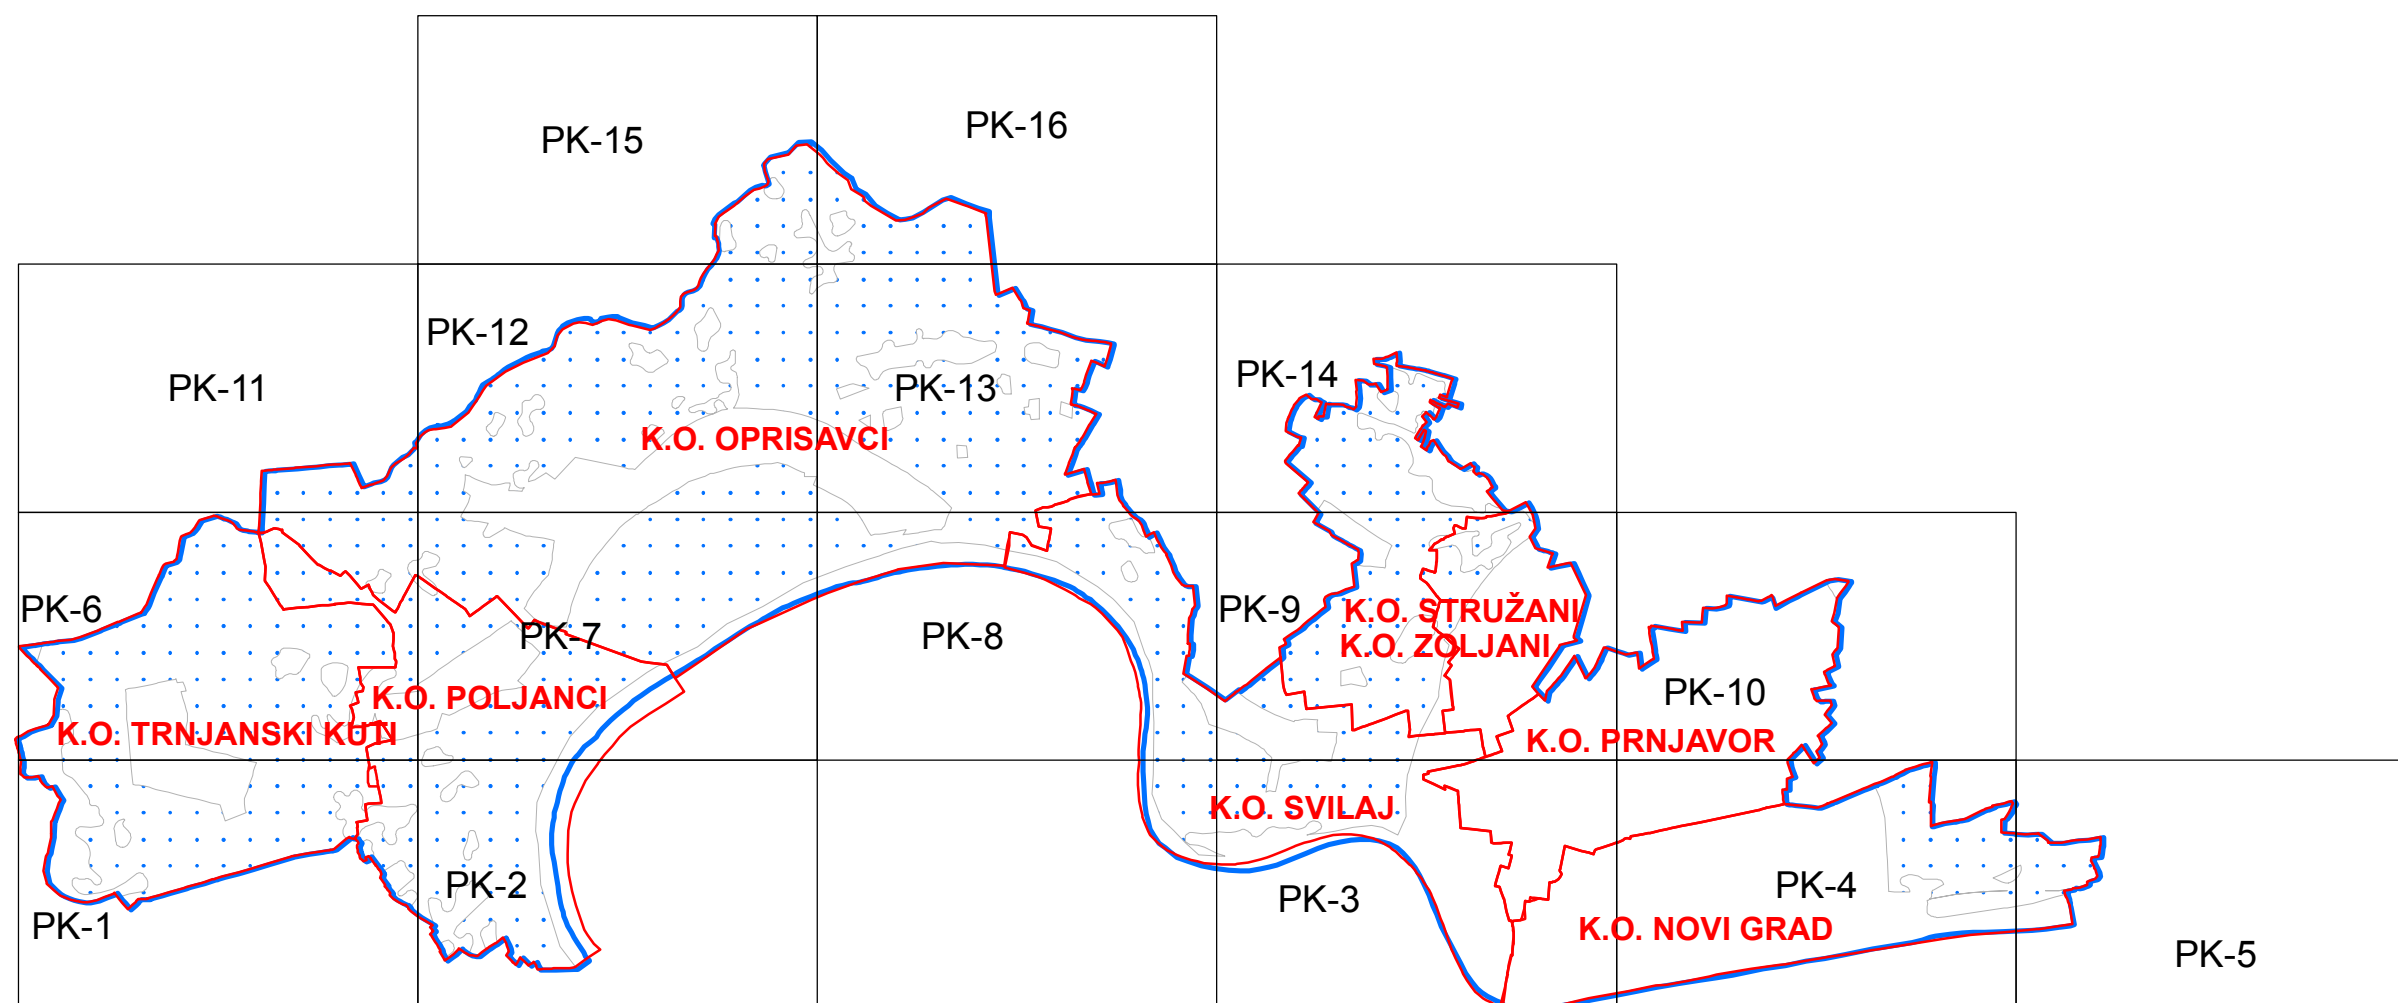 PK-16
PK-15
PK-12
PK-14
PK-11
PK-13
K.O. OPRISAVCI
PK-6
PK-9
K.O. STRUŽANI
PK-7
PK-8
K.O. ZOLJANI
PK-10
K.O. POLJANCI
K.O. TRNJANSKI KUTI
K.O. PRNJAVOR
K.O. SVILAJ
PK-2
PK-4
PK-3
PK-1
K.O. NOVI GRAD
PK-5